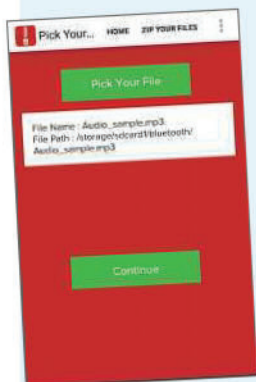 Pick Your... HOME ZIP YOUR FILES
Pick Your File
File Name : Audio_sample.mp3
File Path : /storage/sdcard1/bluetooth/
Audio_sample.mp3
Continue